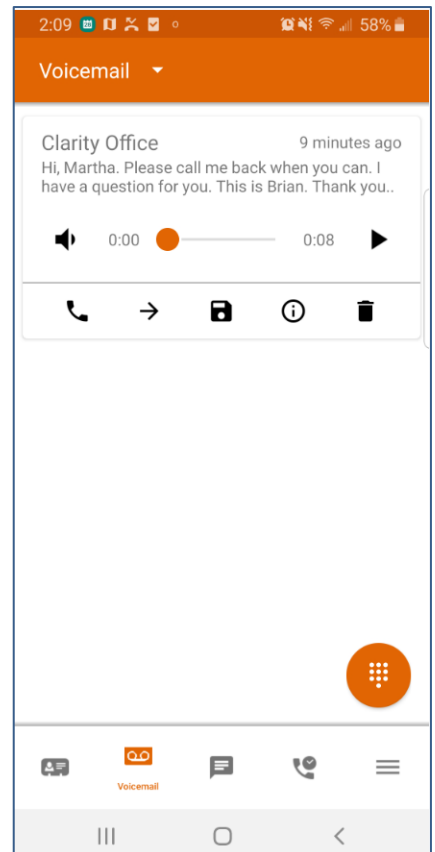 2:09 58%
Voicemail
Clarity Office 9 minutes ago
Hi, Martha. Please call me back when you can. I
have a question for you. This is Brian. Thank you..
0:00 0:08
Voicemail